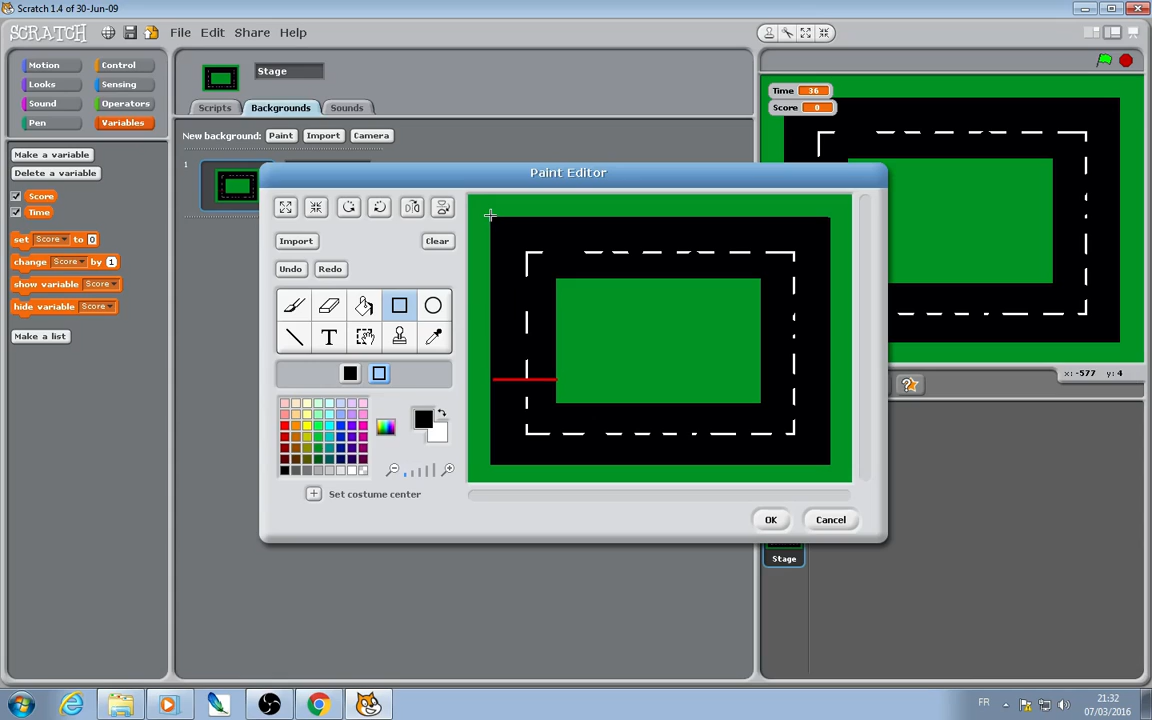 Scratch 1.4 of 30-Jun-09
SCRATCH File Edit Share Help
Motion Control
Looks Sensing
Sound Operators
Pen Variables
Make a variable
Delete a variable
Score
Time
set Score to 0
change Score by 1
show variable Score
hide variable Score
Make a list
Stage
Scripts Backgrounds Sounds
New background: Paint Import Camera
1
Paint Editor
Import Clear
Undo Redo
T
Set costume center
OK Cancel
Time 36
Score 0
x: -577 y: 4
Stage
FR
21:32
07/03/2016